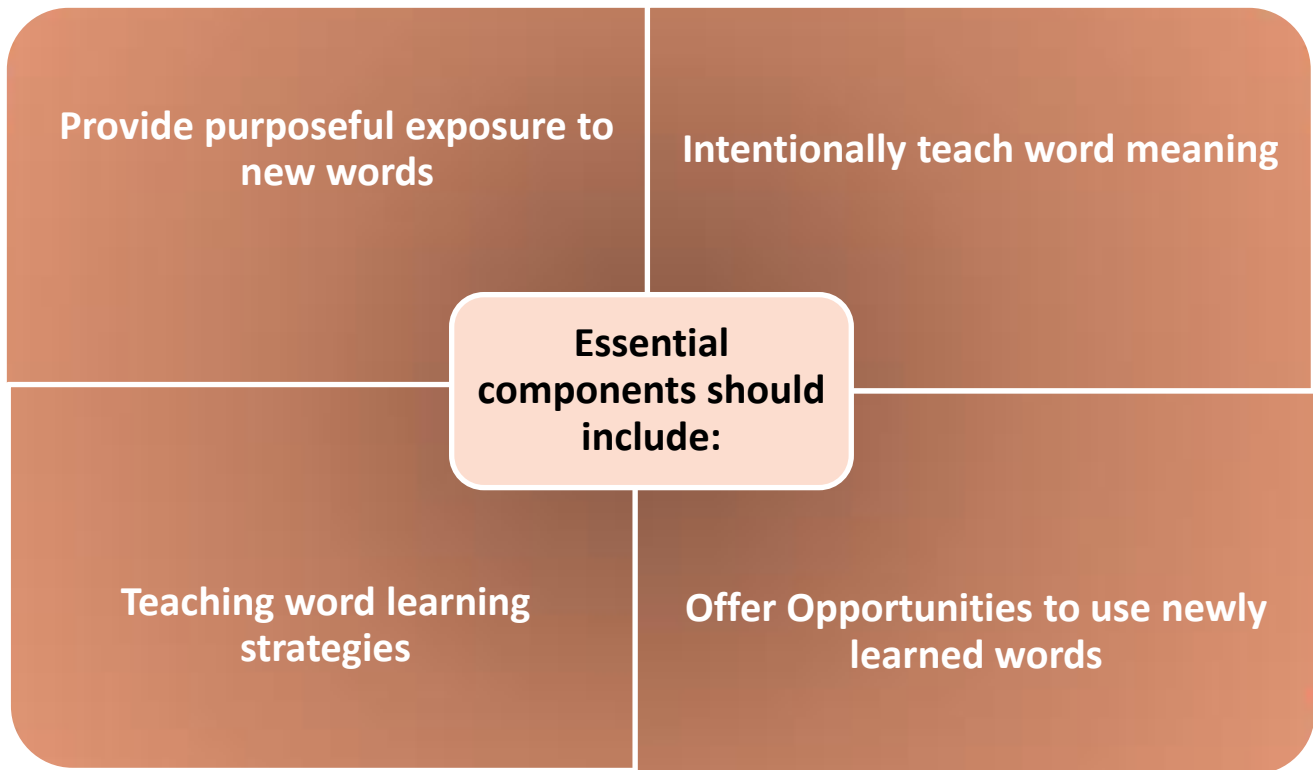 Provide purposeful exposure to
new words
Intentionally teach word meaning
Essential
components should
include:
Teaching word learning
strategies
Offer Opportunities to use newly
learned words